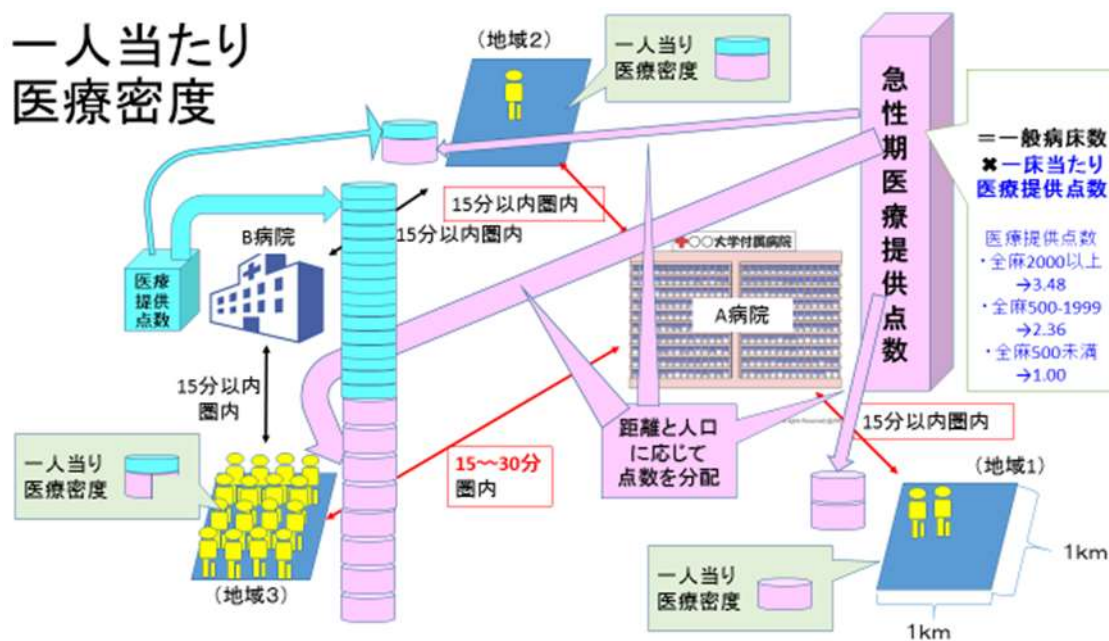 一人当たり
医療密度
(地域2)
一人当り
医療密度
急性期医療提供点数
＝一般病床数
✖一床当たり
医療提供点数
医療提供点数
・全麻2000以上
→3.48
・全麻500-1999
→2.36
・全麻500未満
→1.00
15分以内圏内
15分以内圏内
B病院
医療
提供
点数
○○大学付属病院
A病院
15分以内
圏内
距離と人口
に応じて
点数を分配
15分以内圏内
一人当り
医療密度
15~~30分
圏内
(地域1)
(地域3)
一人当り
医療密度
1km
1km